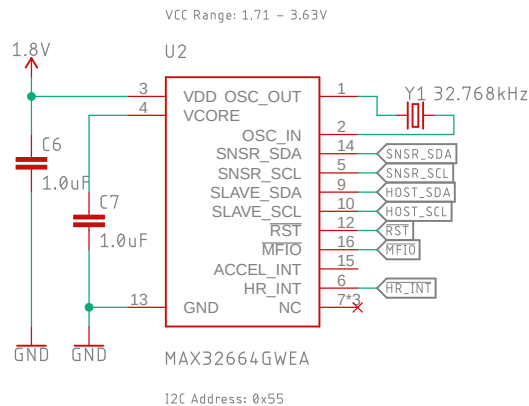 VCC Range: 1.71 – 3.63V
U2
1.8V
3 VDD OSC_OUT 1
Y1 32.768kHz
4 VCORE
OSC_IN 2
C6
1.0uF
SNSR_SDA 14 SNSR_SDA
SNSR_SCL 5 SNSR_SCL
C7
1.0uF
SLAVE_SDA 9 HOST_SDA
SLAVE_SCL 10 HOST_SCL
RST 12 RST
MFIO 16 MFIO
ACCEL_INT 15
HR_INT 6 HR_INT
13 GND NC 7*3
GND GND
MAX32664GWEA
I2C Address: 0x55